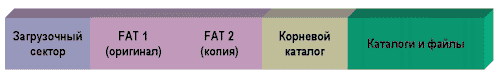 Загрузочный
сектор
FAT 1
(оригинал)
FAT 2
(копия)
Корневой
каталог
Каталоги и файлы